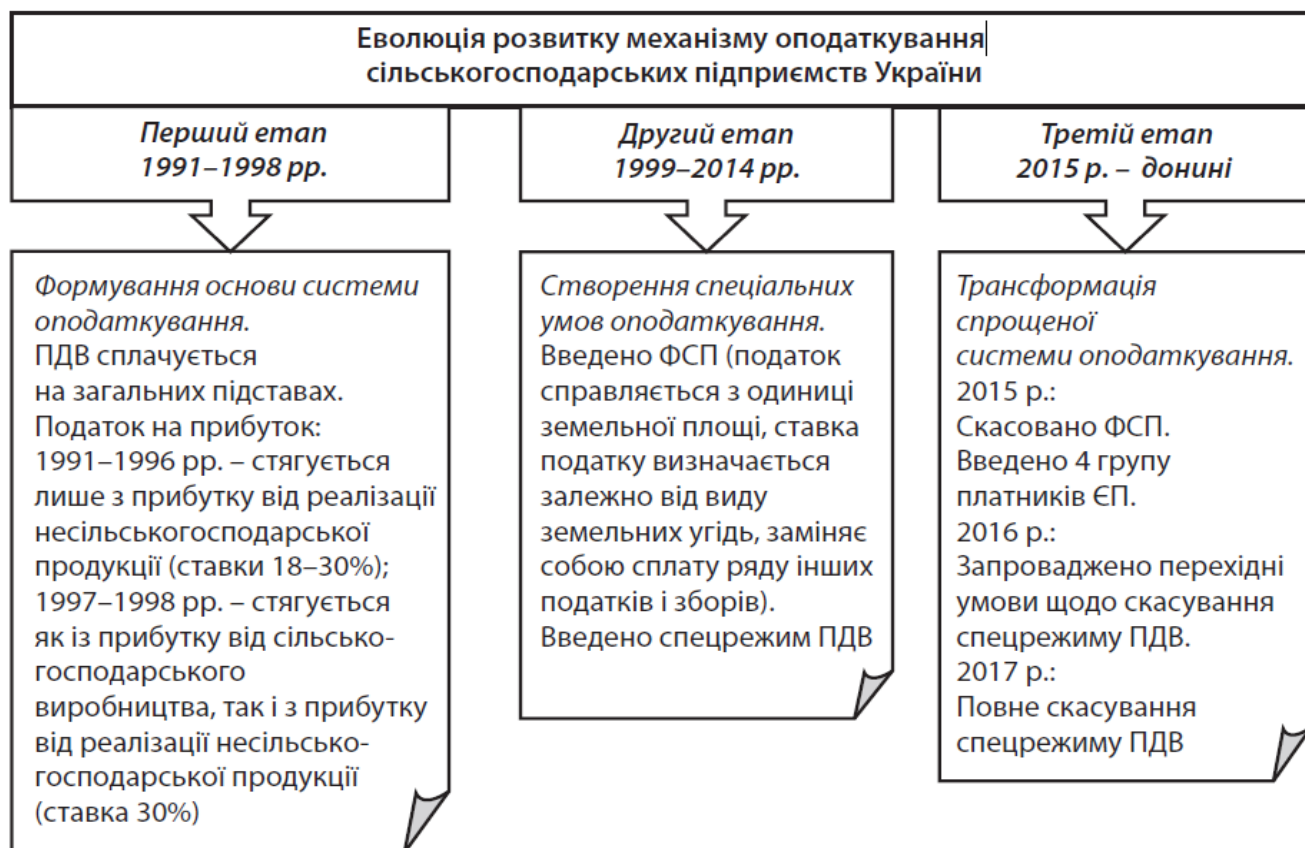 Еволюція розвитку механізму оподаткування
сільськогосподарських підприємств України
Перший етап
1991–1998 рр.
Формування основи системи
оподаткування.
ПДВ сплачується
на загальних підставах.
Податок на прибуток:
1991–1996 рр. – стягується
лише з прибутку від реалізації
несільськогосподарської
продукції (ставки 18–30%);
1997–1998 рр. – стягується
як із прибутку від сільсько-
господарського
виробництва, так і з прибутку
від реалізації несільсько-
господарської продукції
(ставка 30%)
Другий етап
1999–2014 рр.
Створення спеціальних
умов оподаткування.
Введено ФСП (податок
справляється з одиниці
земельної площі, ставка
податку визначається
залежно від виду
земельних угідь, заміняє
собою сплату ряду інших
податків і зборів).
Введено спецрежим ПДВ
Третій етап
2015 р. – донині
Трансформація
спрощеної
системи оподаткування.
2015 р.:
Скасовано ФСП.
Введено 4 групу
платників ЄП.
2016 р.:
Запроваджено перехідні
умови щодо скасування
спецрежиму ПДВ.
2017 р.:
Повне скасування
спецрежиму ПДВ